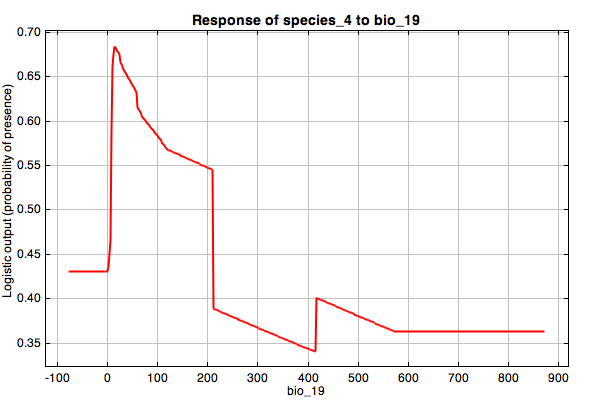 Response of species_4 to bio_19
Logistic output (probability of presence)
0.70
0.65
0.60
0.55
0.50
0.45
0.40
0.35
-100 0 100 200 300 400 500 600 700 800 900
bio_19